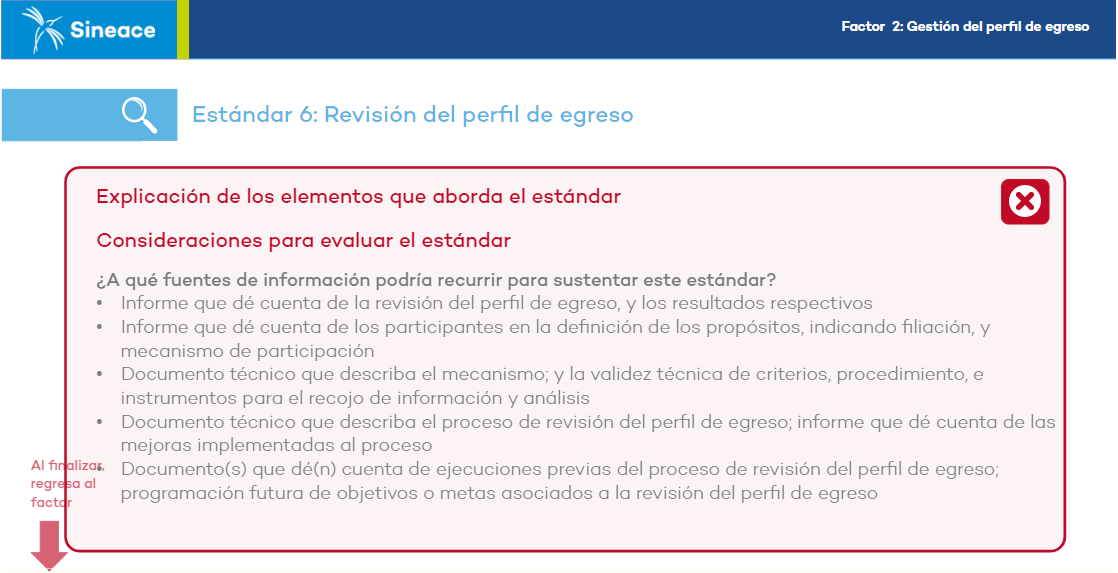 Sineace
Factor 2: Gestión del perfil de egreso
Estándar 6: Revisión del perfil de egreso
Explicación de los elementos que aborda el estándar
Consideraciones para evaluar el estándar
¿A qué fuentes de información podría recurrir para sustentar este estándar?
• Informe que dé cuenta de la revisión del perfil de egreso, y los resultados respectivos
• Informe que dé cuenta de los participantes en la definición de los propósitos, indicando filiación, y
mecanismo de participación
• Documento técnico que describa el mecanismo; y la validez técnica de criterios, procedimiento, e
instrumentos para el recojo de información y análisis
• Documento técnico que describa el proceso de revisión del perfil de egreso; informe que dé cuenta de las
mejoras implementadas al proceso
• Documento(s) que dé(n) cuenta de ejecuciones previas del proceso de revisión del perfil de egreso;
programación futura de objetivos o metas asociados a la revisión del perfil de egreso
Al finalizar,
regresa al
factor